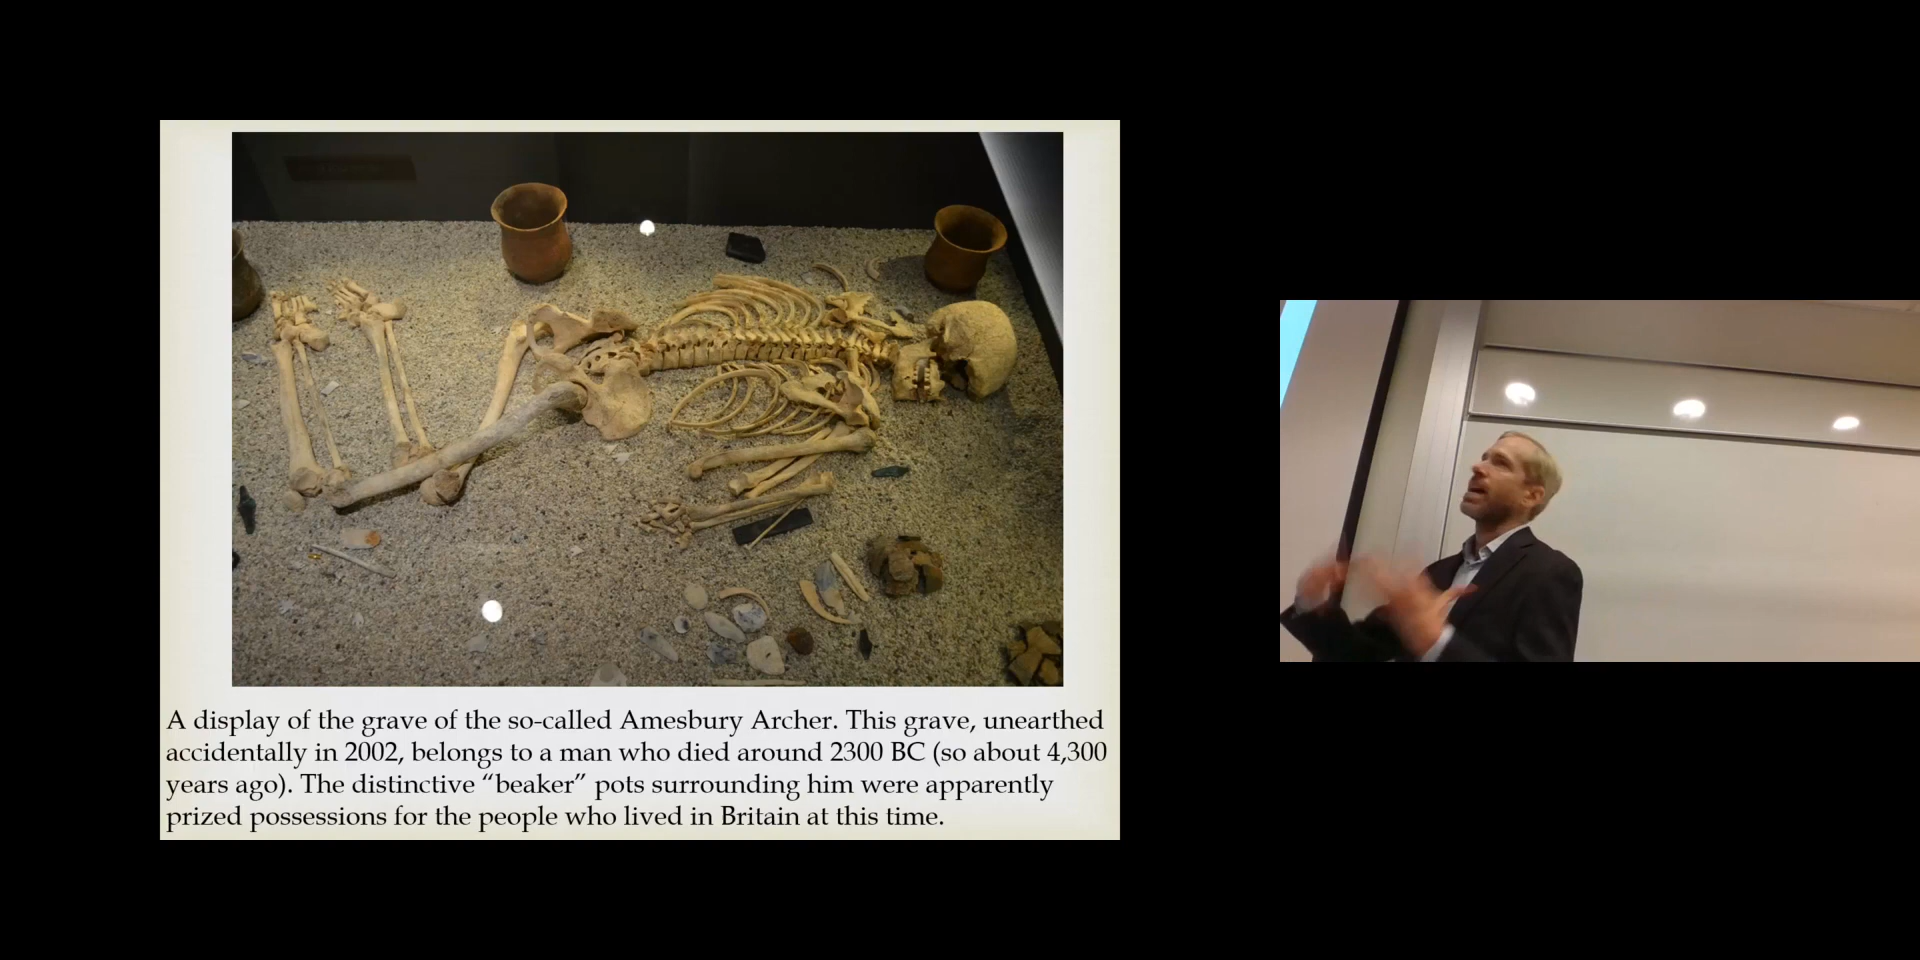 A display of the grave of the so-called Amesbury Archer. This grave, unearthed
accidentally in 2002, belongs to a man who died around 2300 BC (so about 4,300
years ago). The distinctive “beaker” pots surrounding him were apparently
prized possessions for the people who lived in Britain at this time.